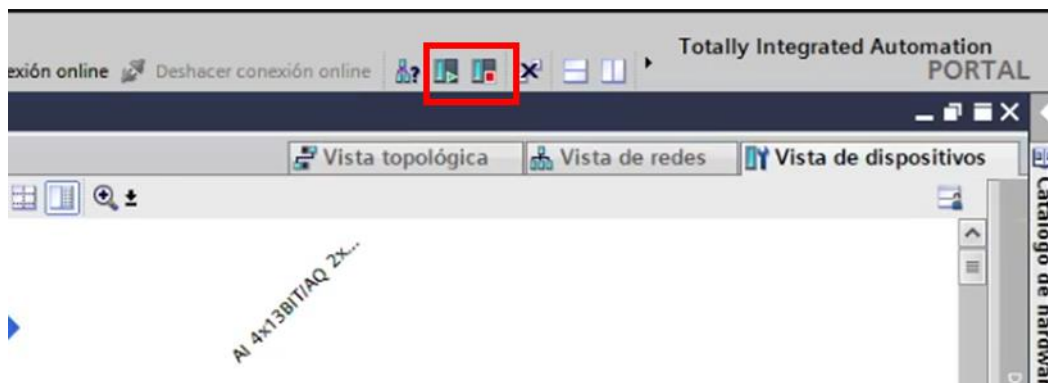 Totally Integrated Automation
PORTAL
exión online Deshacer conexión online
Vista topológica Vista de redes Vista de dispositivos
AI 4x13BIT/AQ 2x...
Catálogo de hardwar